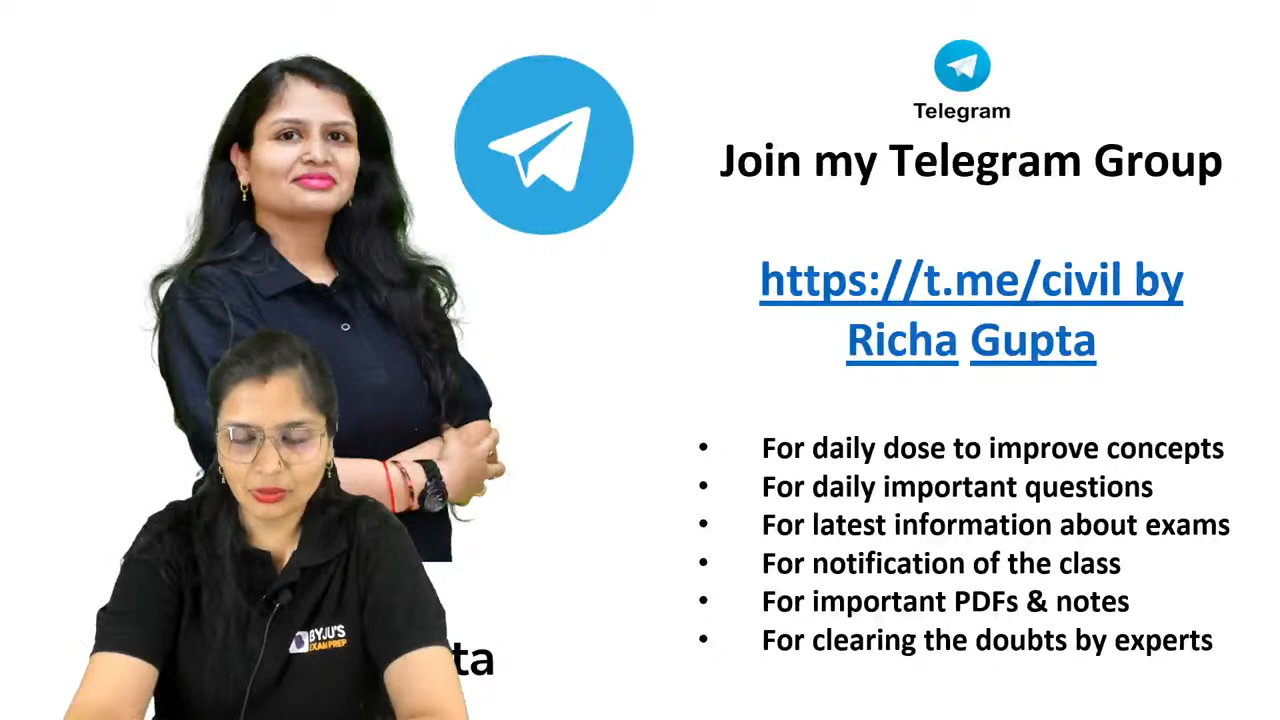 Telegram
Join my Telegram Group
https://t.me/civil by
Richa Gupta
• For daily dose to improve concepts
• For daily important questions
• For latest information about exams
• For notification of the class
• For important PDFs & notes
• For clearing the doubts by experts
BYJU'S
EXAM PREP
ta